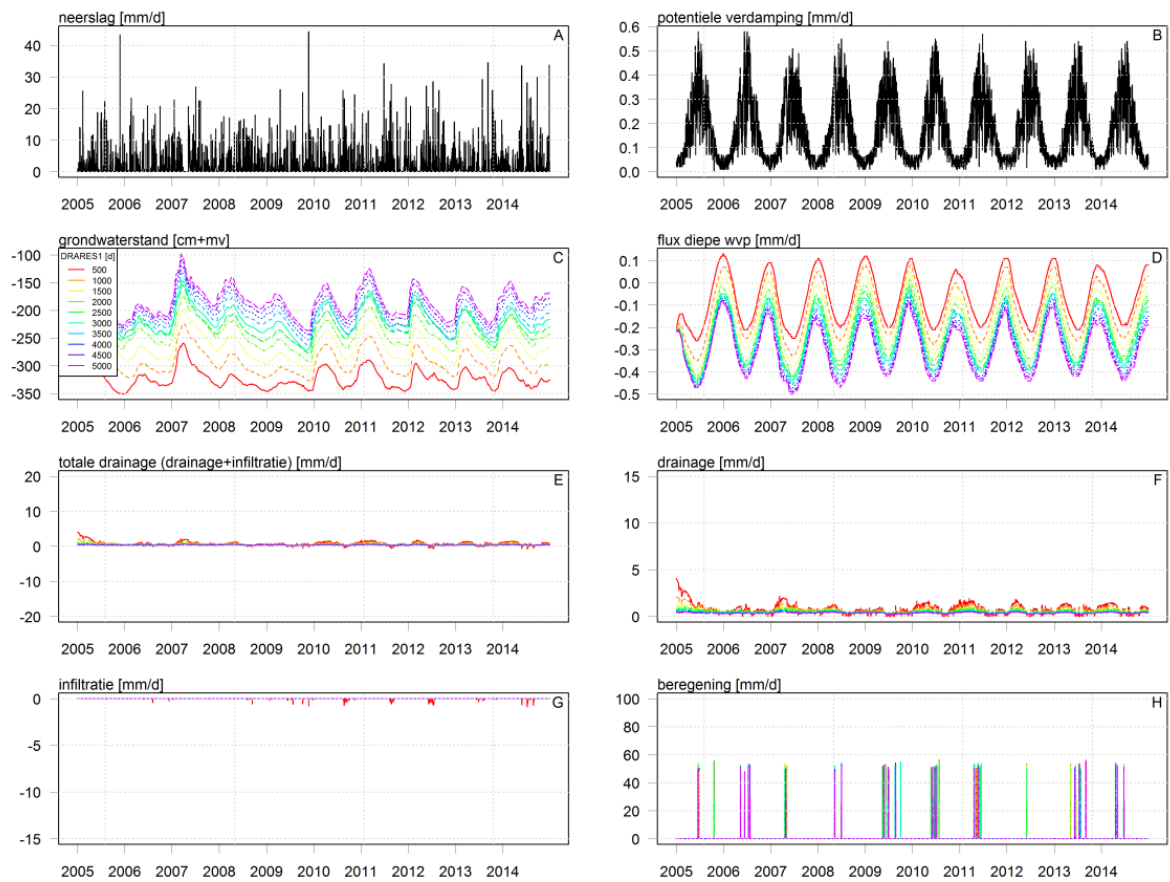 neerslag [mm/d]
A
40
30
20
10
0
2005 2006 2007 2008 2009 2010 2011 2012 2013 2014
potentiele verdamping [mm/d]
B
0.6
0.5
0.4
0.3
0.2
0.1
0.0
2005 2006 2007 2008 2009 2010 2011 2012 2013 2014
grondwaterstand [cm+mv]
C
DRARES1 [d]
500
1000
1500
2000
2500
3000
3500
4000
4500
5000
-100
-150
-200
-250
-300
-350
2005 2006 2007 2008 2009 2010 2011 2012 2013 2014
flux diepe wvp [mm/d]
D
0.1
0.0
-0.1
-0.2
-0.3
-0.4
-0.5
2005 2006 2007 2008 2009 2010 2011 2012 2013 2014
totale drainage (drainage+infiltratie) [mm/d]
E
20
10
0
-10
-20
2005 2006 2007 2008 2009 2010 2011 2012 2013 2014
drainage [mm/d]
F
15
10
5
0
2005 2006 2007 2008 2009 2010 2011 2012 2013 2014
infiltratie [mm/d]
G
0
-5
-10
-15
2005 2006 2007 2008 2009 2010 2011 2012 2013 2014
beregening [mm/d]
H
100
80
60
40
20
0
2005 2006 2007 2008 2009 2010 2011 2012 2013 2014